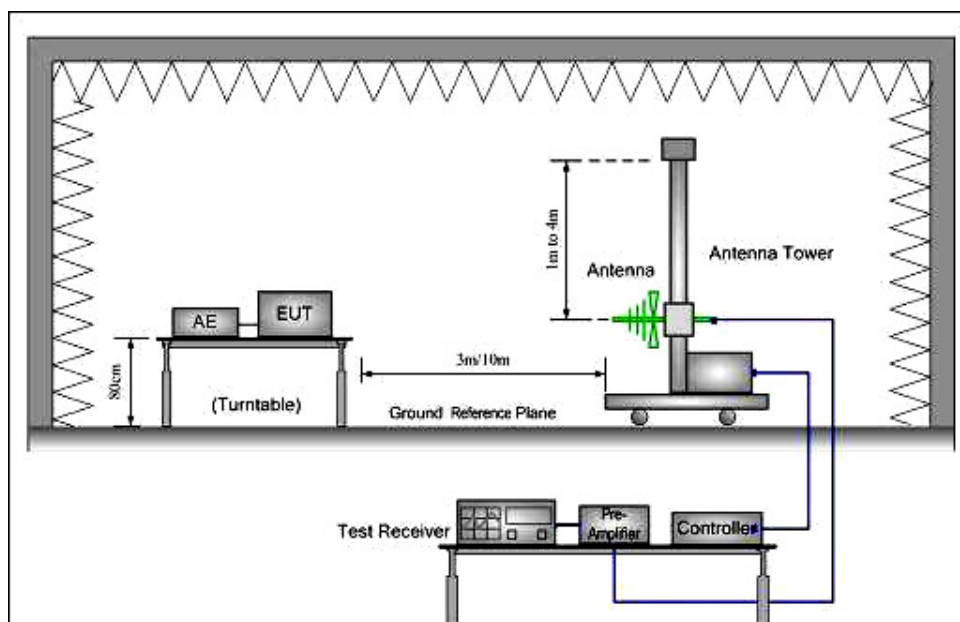 1m to 4m
Antenna
Antenna Tower
AE
EUT
80cm
3m/10m
(Turntable)
Ground Reference Plane
Test Receiver
Pre-
Amplifier
Controller